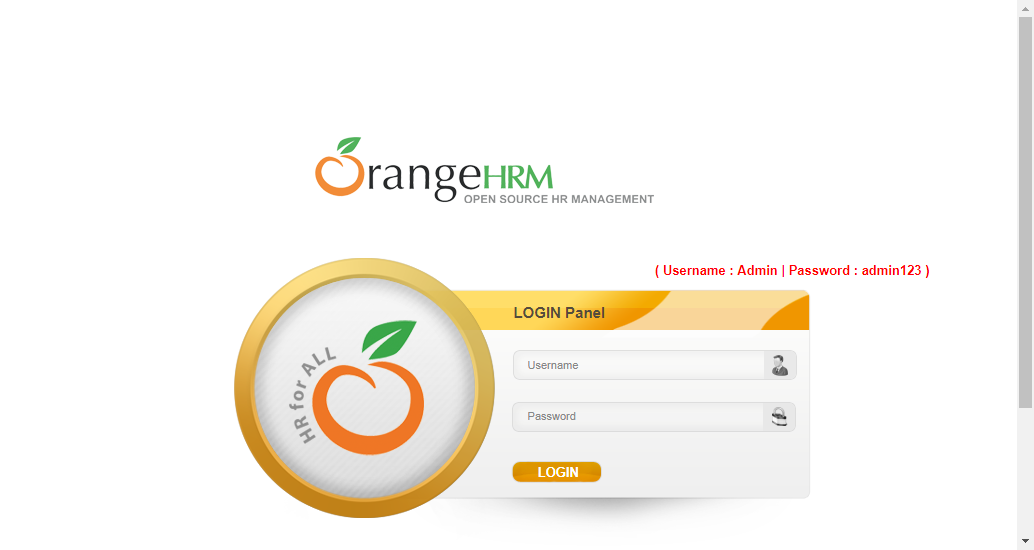 OrangeHRM
OPEN SOURCE HR MANAGEMENT
( Username : Admin | Password : admin123 )
LOGIN Panel
HR for ALL
Username
Password
LOGIN